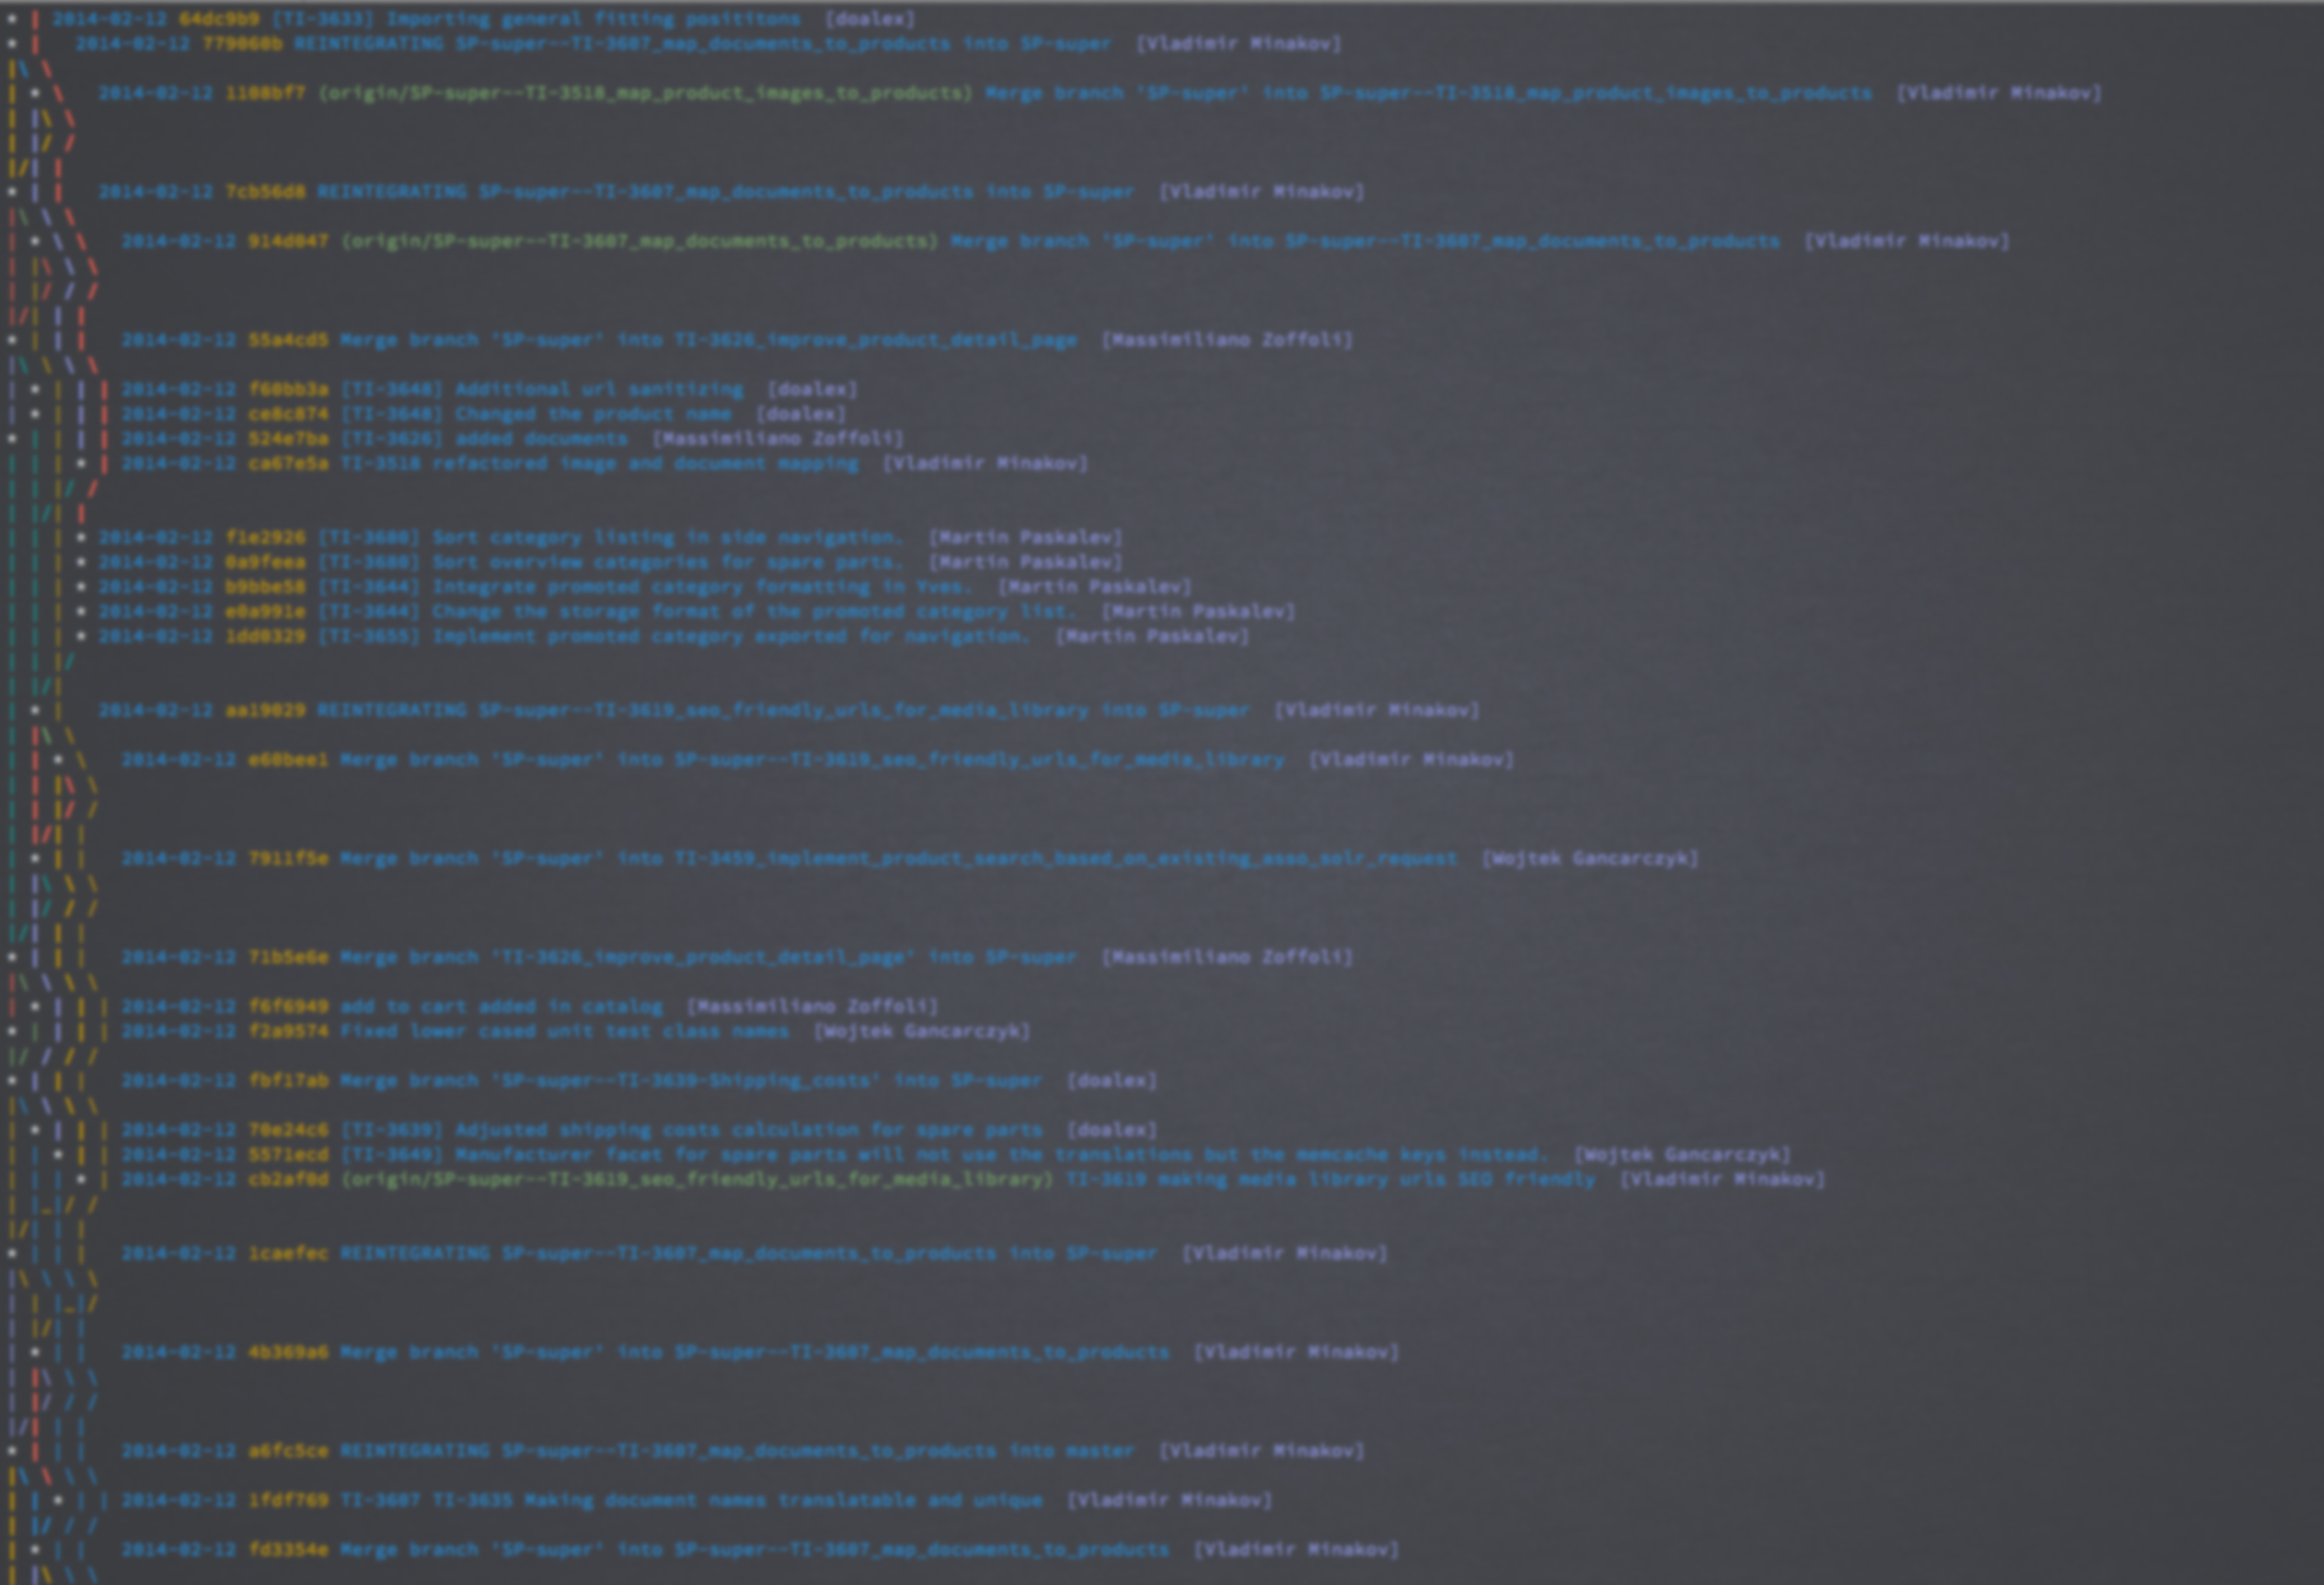 * | 2014-02-12 64dc9b9 [TI-3633] Importing general fitting posititons [doalex]
* | 2014-02-12 779060b REINTEGRATING SP-super--TI-3607_map_documents_to_products into SP-super [Vladimir Minakov]
|\ \
| * \ 2014-02-12 1108bf7 (origin/SP-super--TI-3518_map_product_images_to_products) Merge branch 'SP-super' into SP-super--TI-3518_map_product_images_to_products [Vladimir Minakov]
| |\ \
| |/ /
|/| |
* | | 2014-02-12 7cb56d8 REINTEGRATING SP-super--TI-3607_map_documents_to_products into SP-super [Vladimir Minakov]
|\ \ \
| * \ \ 2014-02-12 914d047 (origin/SP-super--TI-3607_map_documents_to_products) Merge branch 'SP-super' into SP-super--TI-3607_map_documents_to_products [Vladimir Minakov]
| |\ \ \
| |/ / /
|/| | |
* | | | 2014-02-12 55a4cd5 Merge branch 'SP-super' into TI-3626_improve_product_detail_page [Massimiliano Zoffoli]
|\ \ \ \
| * | | | 2014-02-12 f60bb3a [TI-3648] Additional url sanitizing [doalex]
| * | | | 2014-02-12 ce8c874 [TI-3648] Changed the product name [doalex]
* | | | | 2014-02-12 524e7ba [TI-3626] added documents [Massimiliano Zoffoli]
| | | * | 2014-02-12 ca67e5a TI-3518 refactored image and document mapping [Vladimir Minakov]
| | |/ /
| |/| |
| | | * 2014-02-12 f1e2926 [TI-3680] Sort category listing in side navigation. [Martin Paskalev]
| | | * 2014-02-12 0a9feea [TI-3680] Sort overview categories for spare parts. [Martin Paskalev]
| | | * 2014-02-12 b9bbe58 [TI-3644] Integrate promoted category formatting in Yves. [Martin Paskalev]
| | | * 2014-02-12 e0a991e [TI-3644] Change the storage format of the promoted category list. [Martin Paskalev]
| | | * 2014-02-12 1dd0329 [TI-3655] Implement promoted category exported for navigation. [Martin Paskalev]
| | |/
| |/|
| * | 2014-02-12 aa19029 REINTEGRATING SP-super--TI-3619_seo_friendly_urls_for_media_library into SP-super [Vladimir Minakov]
| |\ \
| | * \ 2014-02-12 e60bee1 Merge branch 'SP-super' into SP-super--TI-3619_seo_friendly_urls_for_media_library [Vladimir Minakov]
| | |\ \
| | |/ /
| |/| |
| * | | 2014-02-12 7911f5e Merge branch 'SP-super' into TI-3459_implement_product_search_based_on_existing_asso_solr_request [Wojtek Gancarczyk]
| |\ \ \
| |/ / /
|/| | |
* | | | 2014-02-12 71b5e6e Merge branch 'TI-3626_improve_product_detail_page' into SP-super [Massimiliano Zoffoli]
|\ \ \ \
| * | | | 2014-02-12 f6f6949 add to cart added in catalog [Massimiliano Zoffoli]
* | | | | 2014-02-12 f2a9574 Fixed lower cased unit test class names [Wojtek Gancarczyk]
|/ / / /
* | | | 2014-02-12 fbf17ab Merge branch 'SP-super--TI-3639-Shipping_costs' into SP-super [doalex]
|\ \ \ \
| * | | | 2014-02-12 70e24c6 [TI-3639] Adjusted shipping costs calculation for spare parts [doalex]
| | * | | 2014-02-12 5571ecd [TI-3649] Manufacturer facet for spare parts will not use the translations but the memcache keys instead. [Wojtek Gancarczyk]
| | | * | 2014-02-12 cb2af0d (origin/SP-super--TI-3619_seo_friendly_urls_for_media_library) TI-3619 making media library urls SEO friendly [Vladimir Minakov]
| |_|/ /
|/| | |
* | | | 2014-02-12 1caefec REINTEGRATING SP-super--TI-3607_map_documents_to_products into SP-super [Vladimir Minakov]
|\ \ \ \
| | |_|/
| |/| |
| * | | 2014-02-12 4b369a6 Merge branch 'SP-super' into SP-super--TI-3607_map_documents_to_products [Vladimir Minakov]
| |\ \ \
| |/ / /
|/| | |
* | | | 2014-02-12 a6fc5ce REINTEGRATING SP-super--TI-3607_map_documents_to_products into master [Vladimir Minakov]
|\ \ \ \
| | * | | 2014-02-12 1fdf769 TI-3607 TI-3635 Making document names translatable and unique [Vladimir Minakov]
| |/ / /
| * | | 2014-02-12 fd3354e Merge branch 'SP-super' into SP-super--TI-3607_map_documents_to_products [Vladimir Minakov]
| |\ \ \